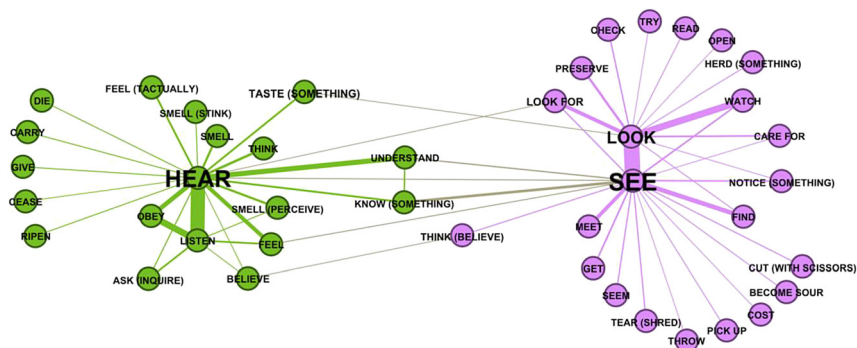 TRY
CHECK
READ
OPEN
HERD (SOMETHING)
PRESERVE
FEEL (TACTUALLY)
TASTE (SOMETHING)
DIE
LOOK FOR
WATCH
SMELL (STINK)
CARRY
SMELL
LOOK
CARE FOR
THINK
UNDERSTAND
GIVE
HEAR
SEE
NOTICE (SOMETHING)
CEASE
KNOW (SOMETHING)
SMELL (PERCEIVE)
OBEY
FIND
MEET
RIPEN
LISTEN
FEEL
THINK (BELIEVE)
GET
CUT (WITH SCISSORS)
ASK (INQUIRE)
BELIEVE
SEEM
BECOME SOUR
COST
TEAR (SHRED)
PICK UP
THROW